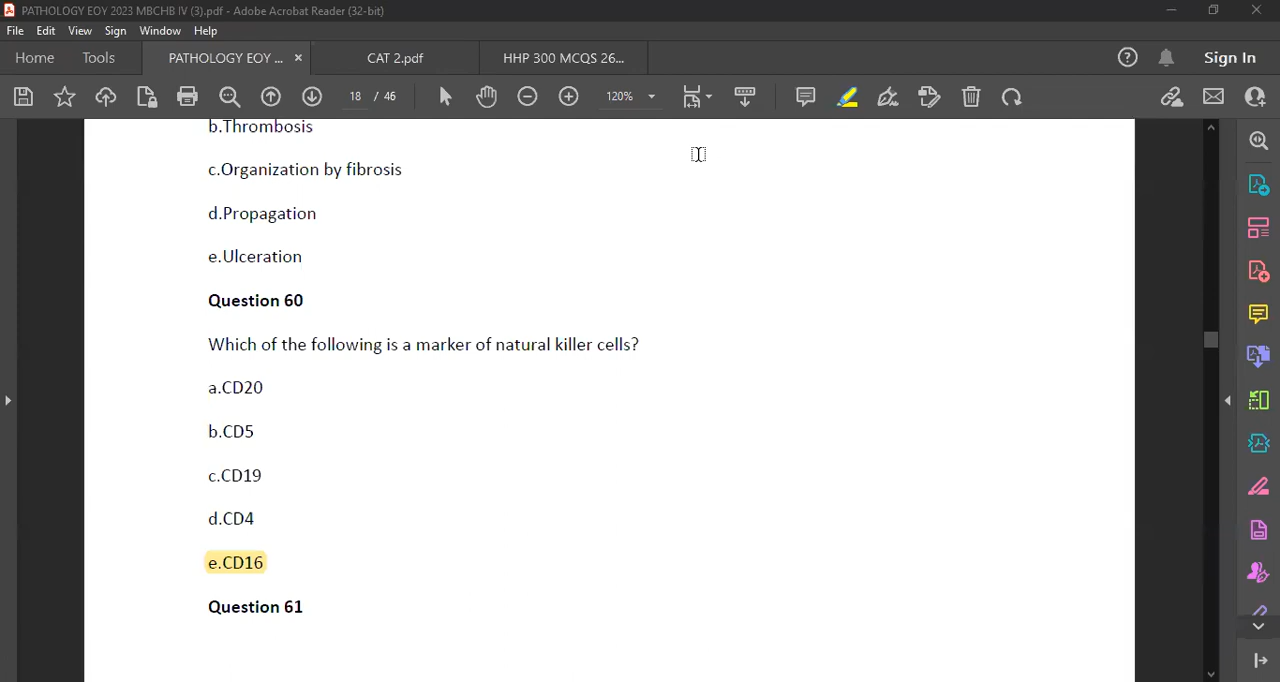 PATHOLOGY EOY 2023 MBCHB IV (3).pdf - Adobe Acrobat Reader (32-bit)
File Edit View Sign Window Help
Home Tools PATHOLOGY EOY ... × CAT 2.pdf HHP 300 MCQS 26... Sign In
18 / 46 120%
b.Thrombosis
c.Organization by fibrosis
d.Propagation
e.Ulceration
Question 60
Which of the following is a marker of natural killer cells?
a.CD20
b.CD5
c.CD19
d.CD4
e.CD16
Question 61